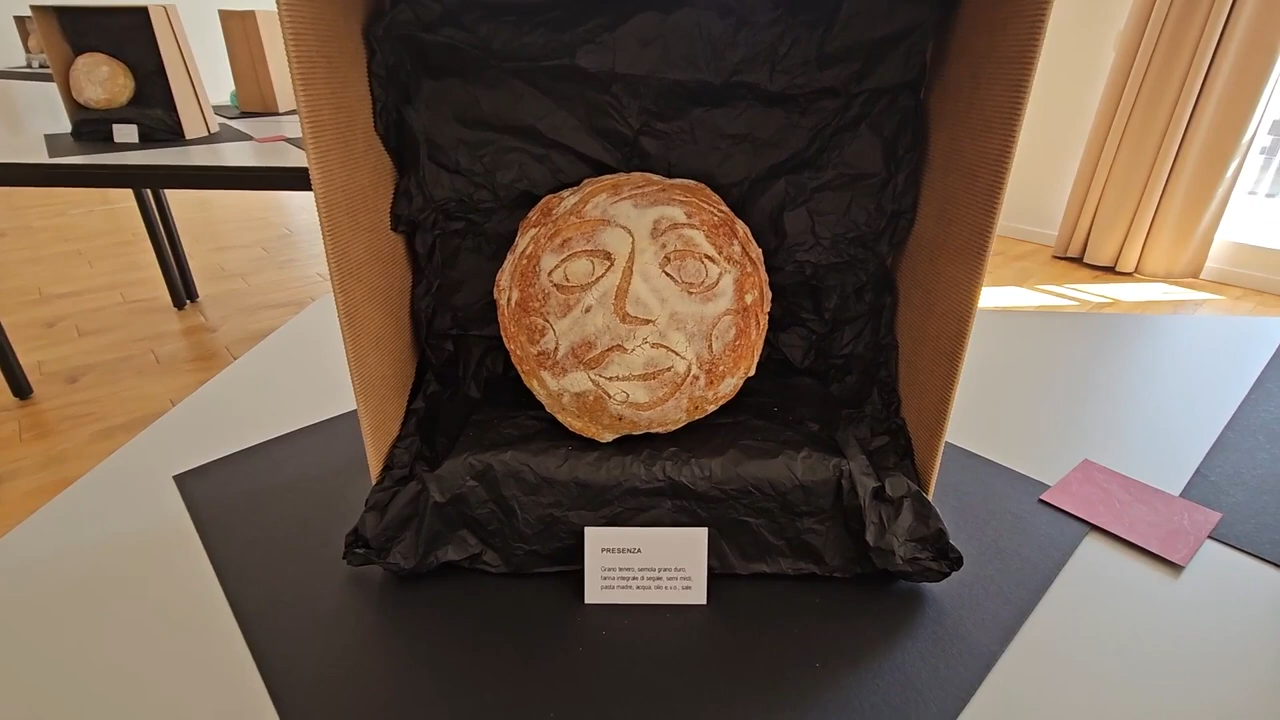 PRESENZA
Grano tenero, semola grano duro,
farina integrale di segale, semi misti,
pasta madre, acqua, olio e.v.o., sale.